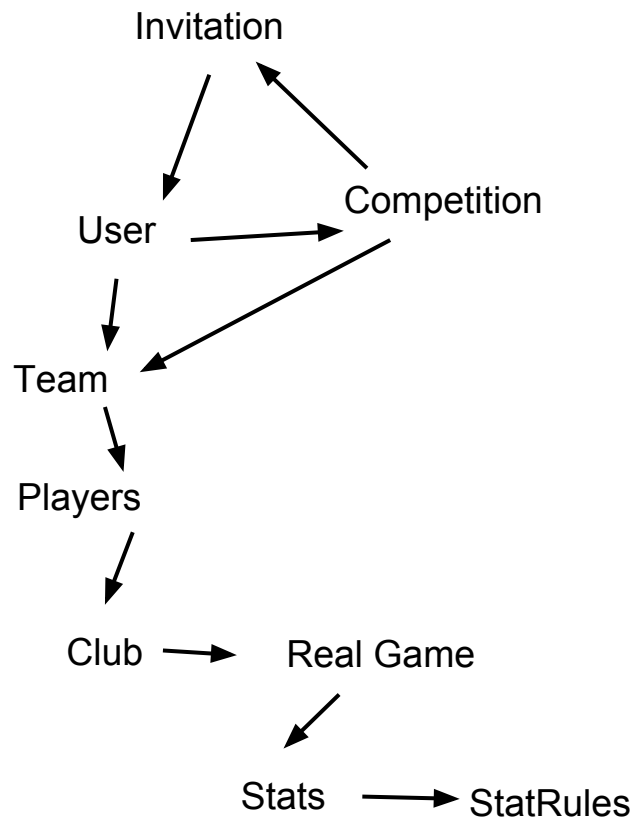 Invitation
Competition
User
Team
Players
Club
Real Game
Stats
StatRules